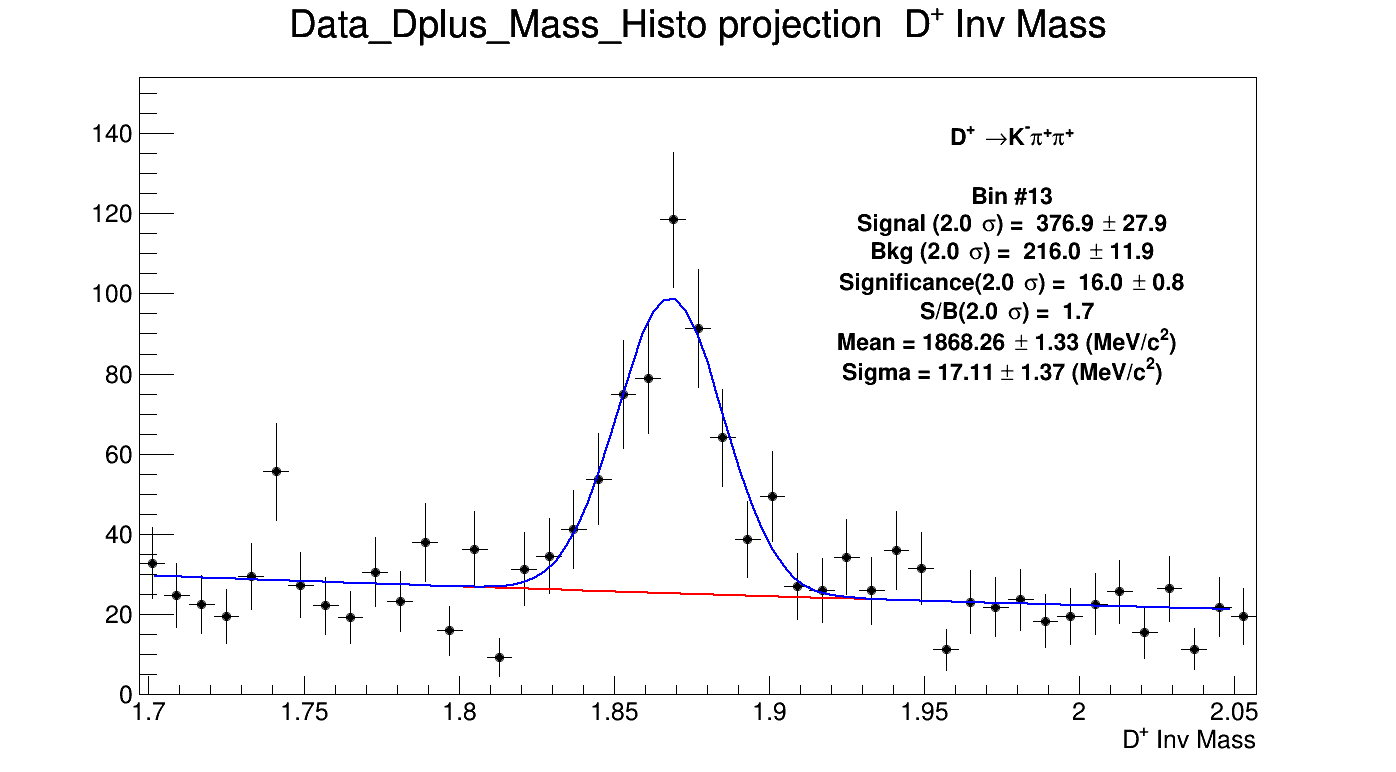 Data_Dplus_Mass_Histo projection  D⁺ Inv Mass
D⁺ →K⁻π⁺π⁺
Bin #13
Signal (2.0 σ) = 376.9 ± 27.9
Bkg (2.0 σ) = 216.0 ± 11.9
Significance(2.0 σ) = 16.0 ± 0.8
S/B(2.0 σ) = 1.7
Mean = 1868.26 ± 1.33 (MeV/c²)
Sigma = 17.11 ± 1.37 (MeV/c²)
140
120
100
80
60
40
20
0
1.7 1.75 1.8 1.85 1.9 1.95 2 2.05
D⁺ Inv Mass